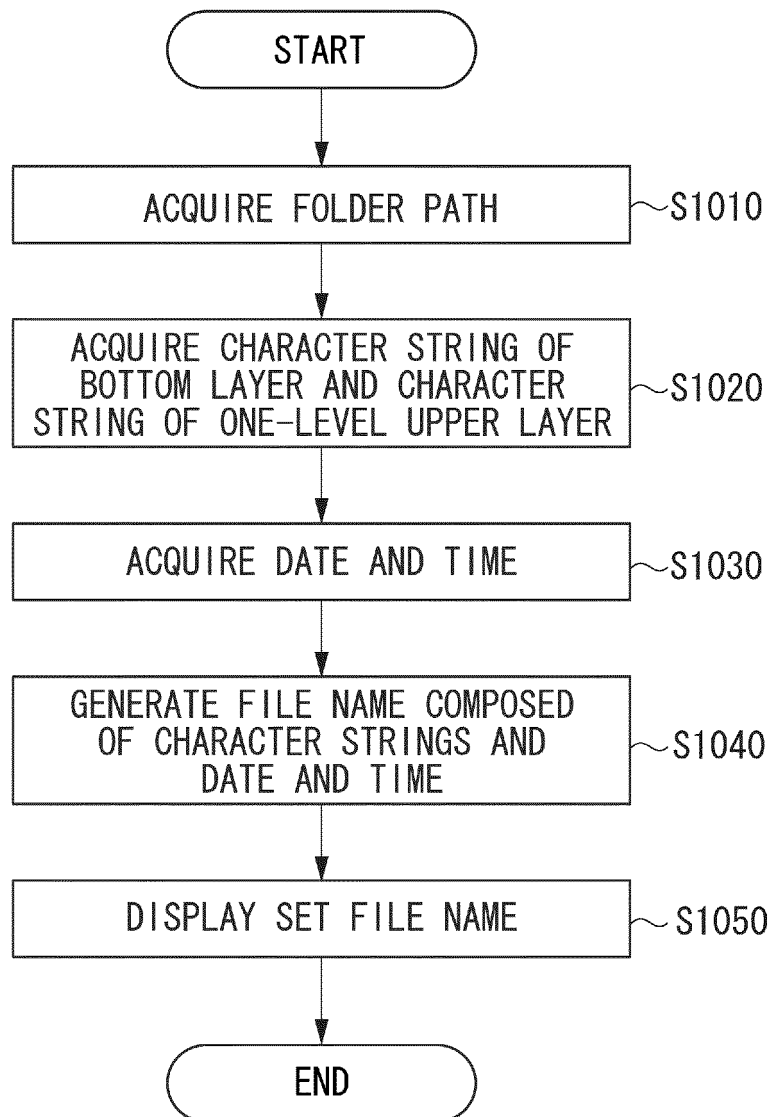 START
ACQUIRE FOLDER PATH
S1010
ACQUIRE CHARACTER STRING OF
BOTTOM LAYER AND CHARACTER
STRING OF ONE-LEVEL UPPER LAYER
S1020
ACQUIRE DATE AND TIME
S1030
GENERATE FILE NAME COMPOSED
OF CHARACTER STRINGS AND
DATE AND TIME
S1040
DISPLAY SET FILE NAME
S1050
END